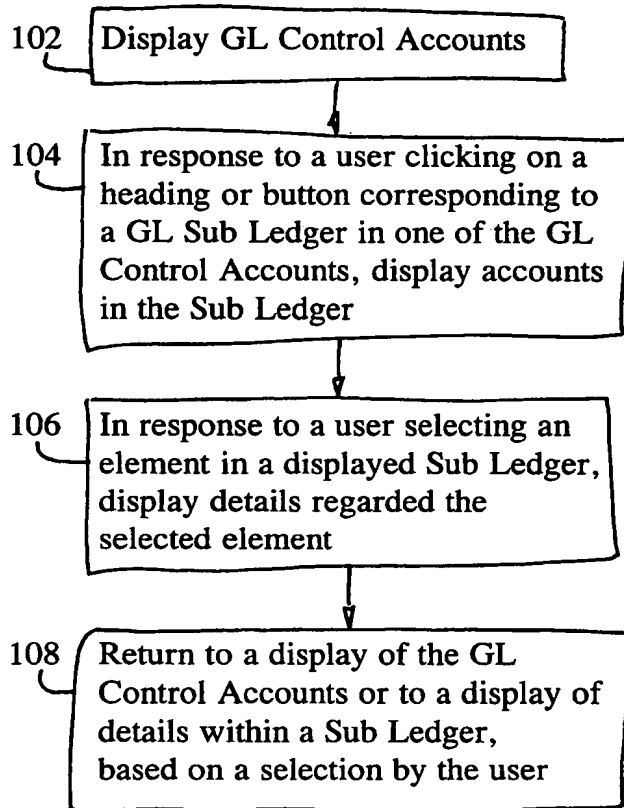 102 Display GL Control Accounts
104 In response to a user clicking on a
heading or button corresponding to
a GL Sub Ledger in one of the GL
Control Accounts, display accounts
in the Sub Ledger
106 In response to a user selecting an
element in a displayed Sub Ledger,
display details regarded the
selected element
108 Return to a display of the GL
Control Accounts or to a display of
details within a Sub Ledger,
based on a selection by the user